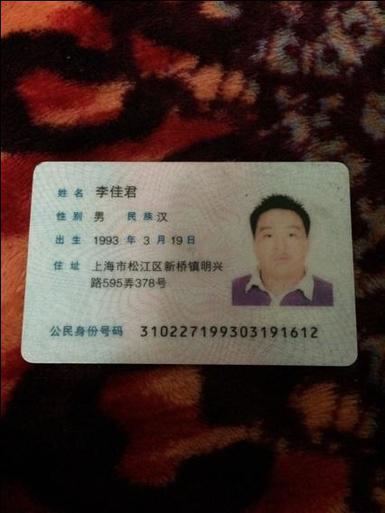 姓名 李佳君
性别 男 民族 汉
出生 1993 年 3 月 19 日
住址 上海市松江区新桥镇明兴
路595弄378号
公民身份号码 310227199303191612